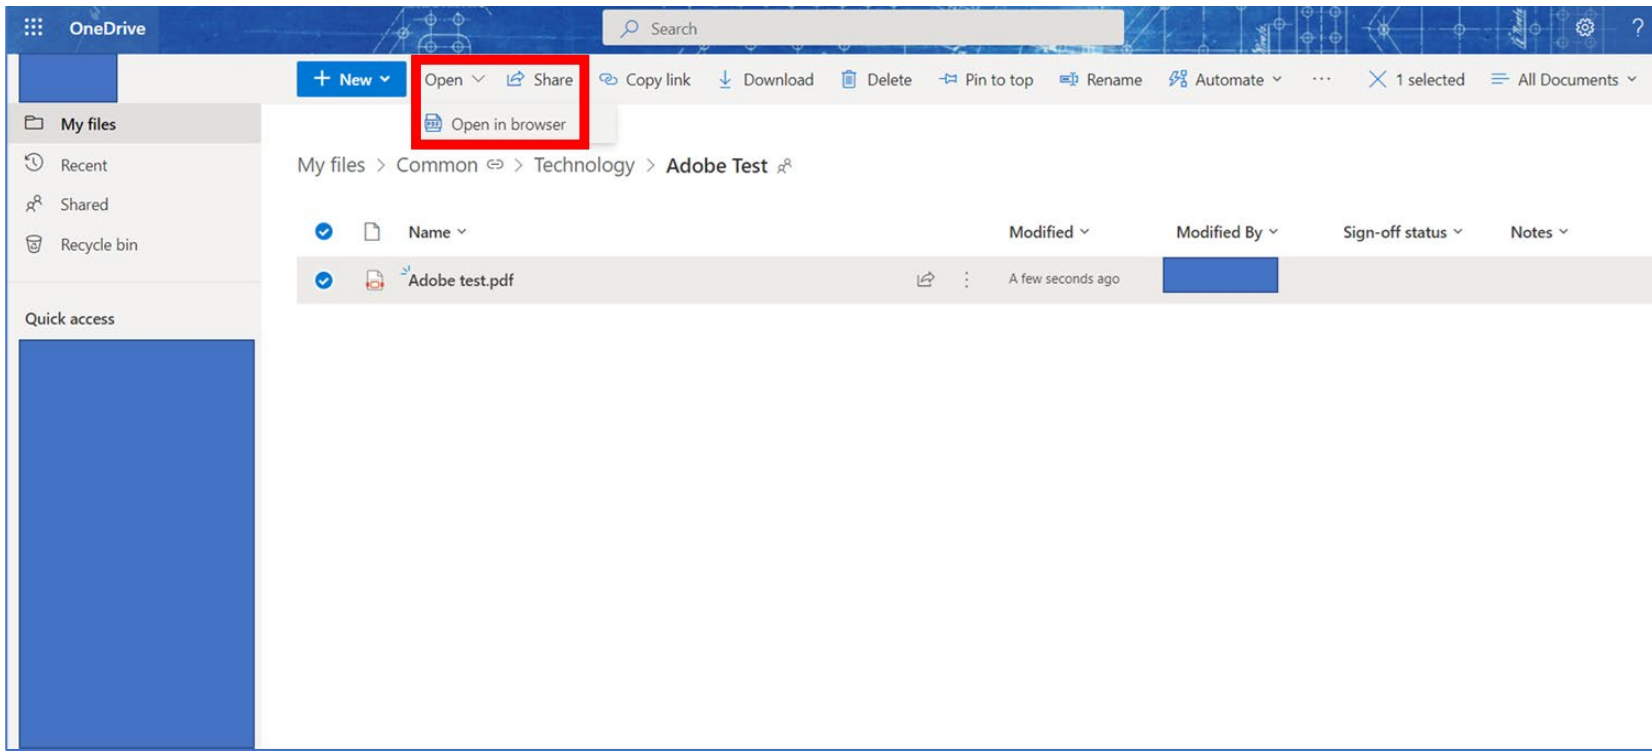 OneDrive
Search
?
+ New Open Share Copy link Download Delete Pin to top Rename Automate ... 1 selected All Documents
Open in browser
My files
Recent
Shared
Recycle bin
Quick access
My files > Common > Technology > Adobe Test
Name Modified Modified By Sign-off status Notes
Adobe test.pdf A few seconds ago